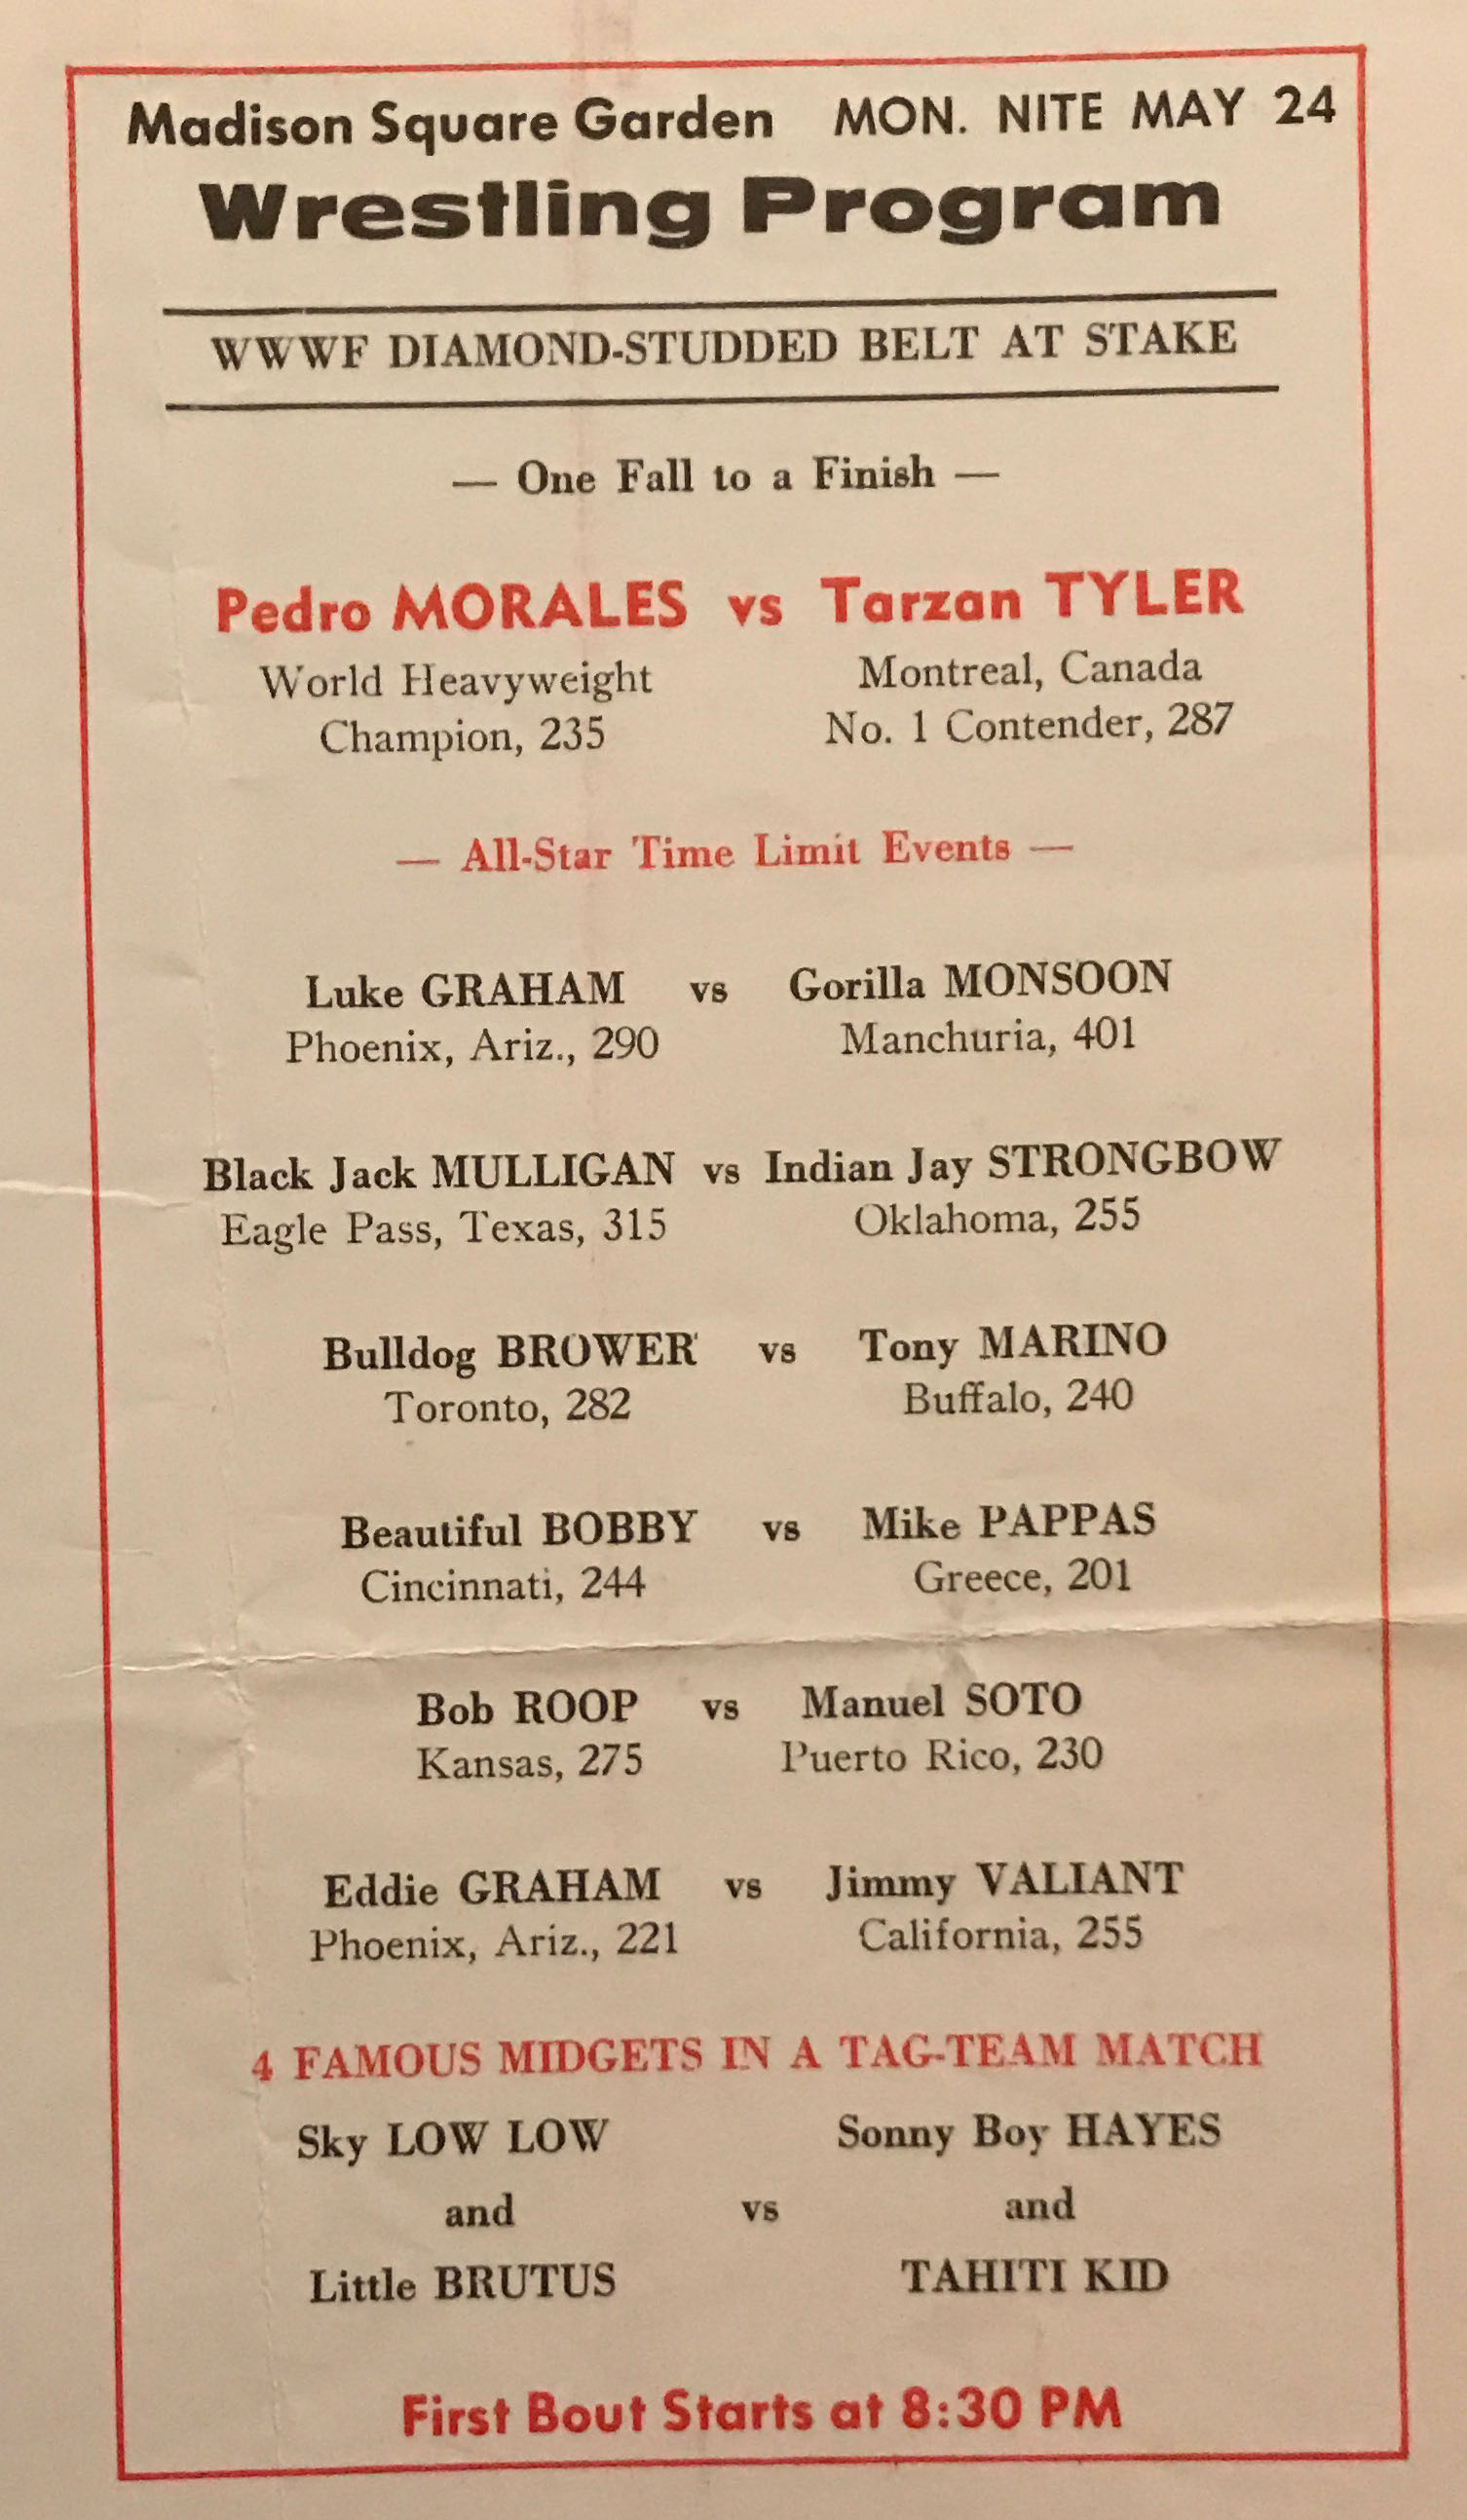 Madison Square Garden MON. NITE MAY 24
Wrestling Program
WWWF DIAMOND-STUDDED BELT AT STAKE
— One Fall to a Finish —
Pedro MORALES vs Tarzan TYLER
World Heavyweight Montreal, Canada
Champion, 235 No. 1 Contender, 287
— All-Star Time Limit Events —
Luke GRAHAM vs Gorilla MONSOON
Phoenix, Ariz., 290 Manchuria, 401
Black Jack MULLIGAN vs Indian Jay STRONGBOW
Eagle Pass, Texas, 315 Oklahoma, 255
Bulldog BROWER vs Tony MARINO
Toronto, 282 Buffalo, 240
Beautiful BOBBY vs Mike PAPPAS
Cincinnati, 244 Greece, 201
Bob ROOP vs Manuel SOTO
Kansas, 275 Puerto Rico, 230
Eddie GRAHAM vs Jimmy VALIANT
Phoenix, Ariz., 221 California, 255
4 FAMOUS MIDGETS IN A TAG-TEAM MATCH
Sky LOW LOW Sonny Boy HAYES
and vs and
Little BRUTUS TAHITI KID
First Bout Starts at 8:30 PM